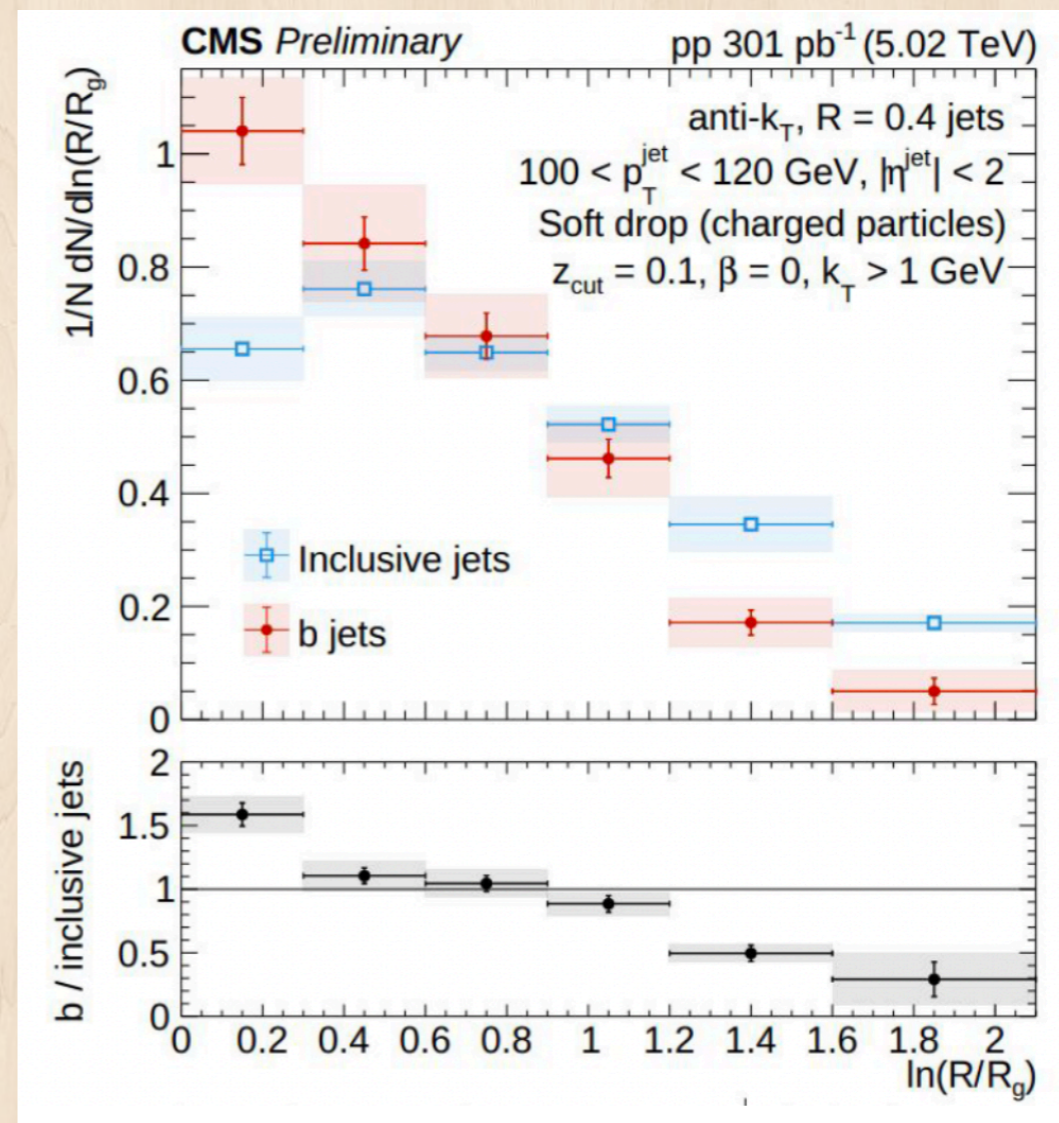 CMS Preliminary
pp 301 pb⁻¹ (5.02 TeV)
1/N dN/dln(R/R_g)
anti-k_T, R = 0.4 jets
100 < p_T^jet < 120 GeV, |η^jet| < 2
Soft drop (charged particles)
z_cut = 0.1, β = 0, k_T > 1 GeV
1
0.8
0.6
0.4
0.2
0
Inclusive jets
b jets
b / inclusive jets
2
1.5
1
0.5
0
0 0.2 0.4 0.6 0.8 1 1.2 1.4 1.6 1.8 2
ln(R/R_g)